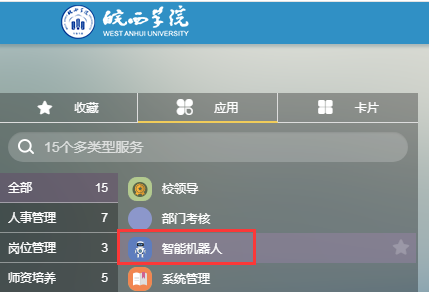 皖西学院
WEST ANHUI UNIVERSITY
收藏 应用 卡片
15个多类型服务
全部 15
校领导
人事管理 7
部门考核
岗位管理 3
智能机器人
师资培养 5
系统管理